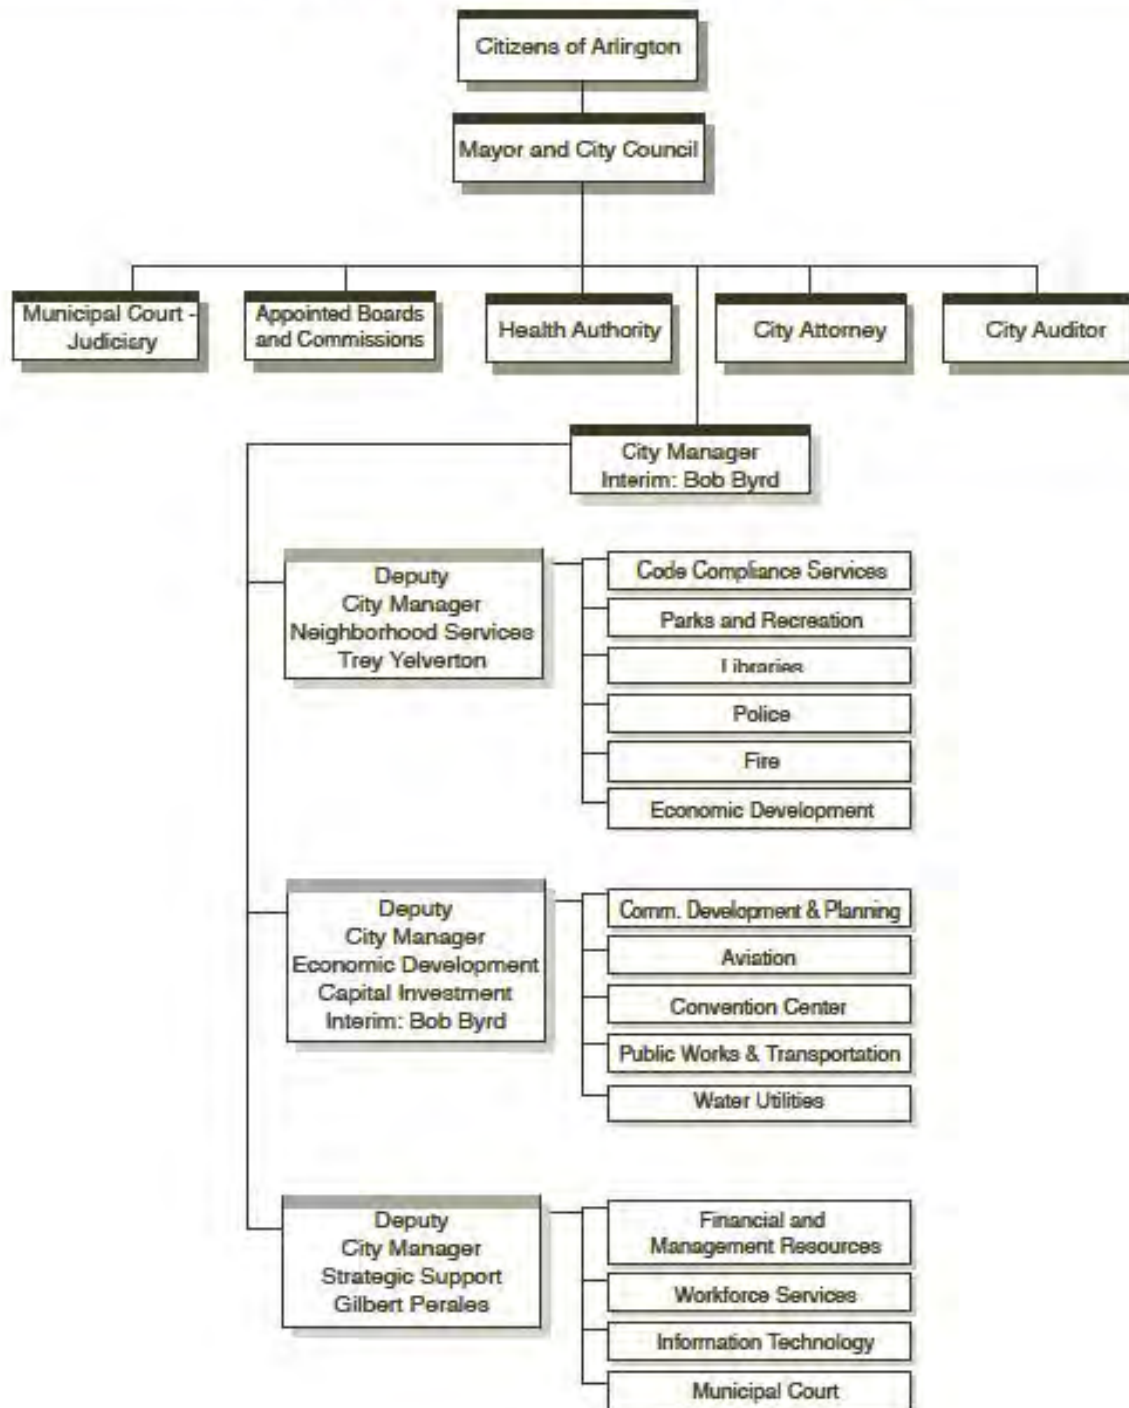 Citizens of Arlington
Mayor and City Council
Municipal Court -
Judiciary
Appointed Boards
and Commissions
Health Authority
City Attorney
City Auditor
City Manager
Interim: Bob Byrd
Deputy
City Manager
Neighborhood Services
Trey Yelverton
Code Compliance Services
Parks and Recreation
Libraries
Police
Fire
Economic Development
Deputy
City Manager
Economic Development
Capital Investment
Interim: Bob Byrd
Comm. Development & Planning
Aviation
Convention Center
Public Works & Transportation
Water Utilities
Deputy
City Manager
Strategic Support
Gilbert Perales
Financial and
Management Resources
Workforce Services
Information Technology
Municipal Court